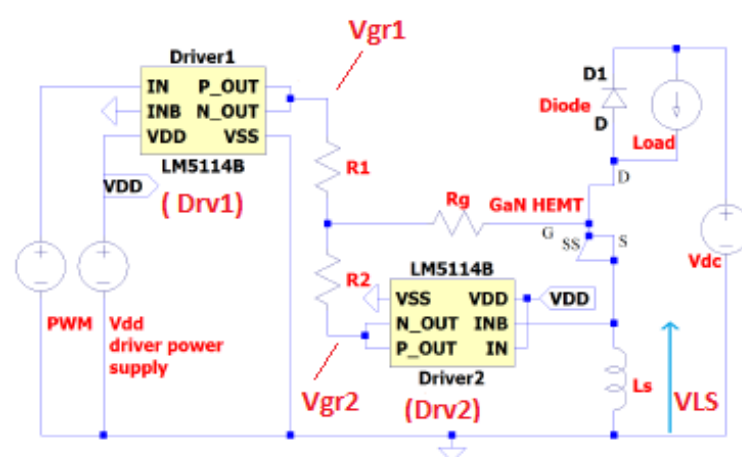 Vgr1
Driver1
IN P_OUT
INB N_OUT
VDD VSS
LM5114B
VDD
( Drv1)
R1
D1
Diode
D
Load
D
Rg
GaN HEMT
G
SS
S
Vdc
R2
LM5114B
VSS VDD
N_OUT INB
P_OUT IN
VDD
Driver2
(Drv2)
PWM
Vdd
driver power
supply
Vgr2
Ls
VLS